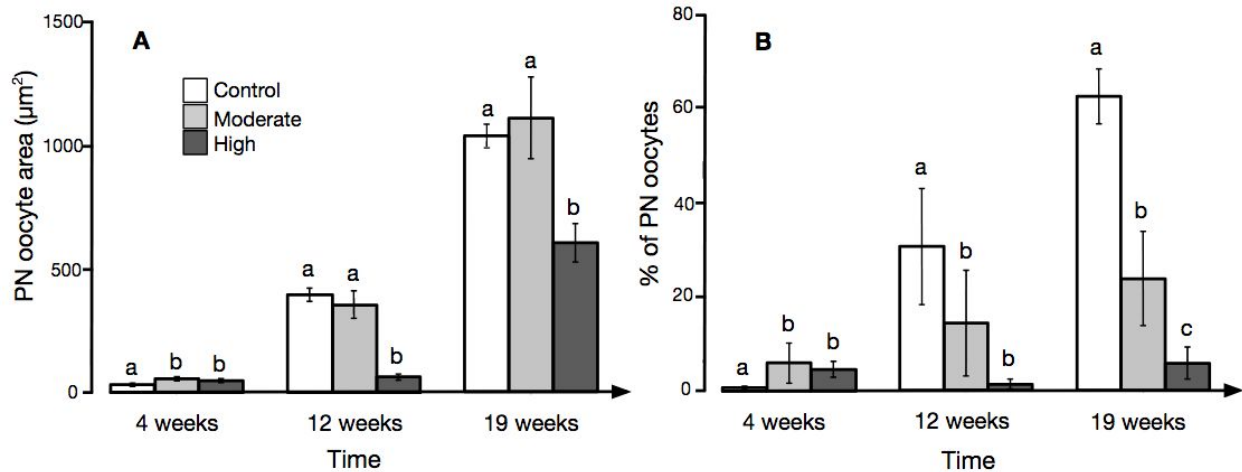 A
PN oocyte area (µm²)
1500
1000
500
0
Control
Moderate
High
a
b
b
a
a
b
a
a
b
4 weeks
12 weeks
19 weeks
Time
B
% of PN oocytes
80
60
40
20
0
a
b
b
a
b
b
a
b
c
4 weeks
12 weeks
19 weeks
Time